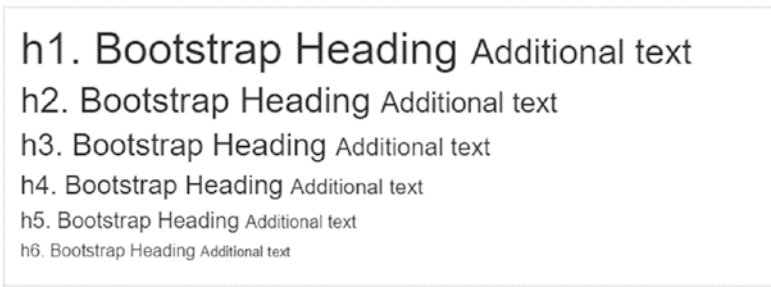 h1. Bootstrap Heading Additional text
h2. Bootstrap Heading Additional text
h3. Bootstrap Heading Additional text
h4. Bootstrap Heading Additional text
h5. Bootstrap Heading Additional text
h6. Bootstrap Heading Additional text